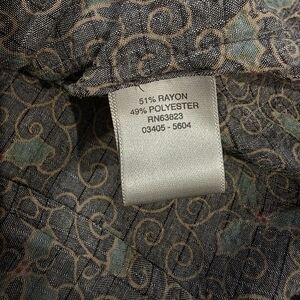 51% RAYON
49% POLYESTER
RN63823
03405 - 5604